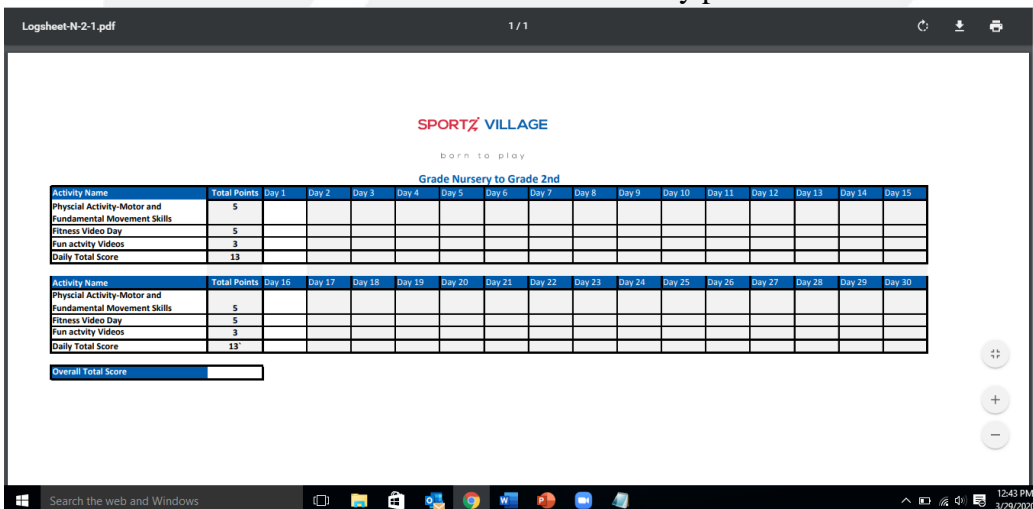 Logsheet-N-2-1.pdf 1 / 1
SPORTZ VILLAGE
born to play
Grade Nursery to Grade 2nd
Activity Name Total Points Day 1 Day 2 Day 3 Day 4 Day 5 Day 6 Day 7 Day 8 Day 9 Day 10 Day 11 Day 12 Day 13 Day 14 Day 15
Physcial Activity-Motor and 5
Fundamental Movement Skills
Fitness Video Day 5
Fun actvity Videos 3
Daily Total Score 13
Activity Name Total Points Day 16 Day 17 Day 18 Day 19 Day 20 Day 21 Day 22 Day 23 Day 24 Day 25 Day 26 Day 27 Day 28 Day 29 Day 30
Physcial Activity-Motor and
Fundamental Movement Skills 5
Fitness Video Day 5
Fun actvity Videos 3
Daily Total Score 13`
Overall Total Score
Search the web and Windows 12:43 PM
3/29/2020